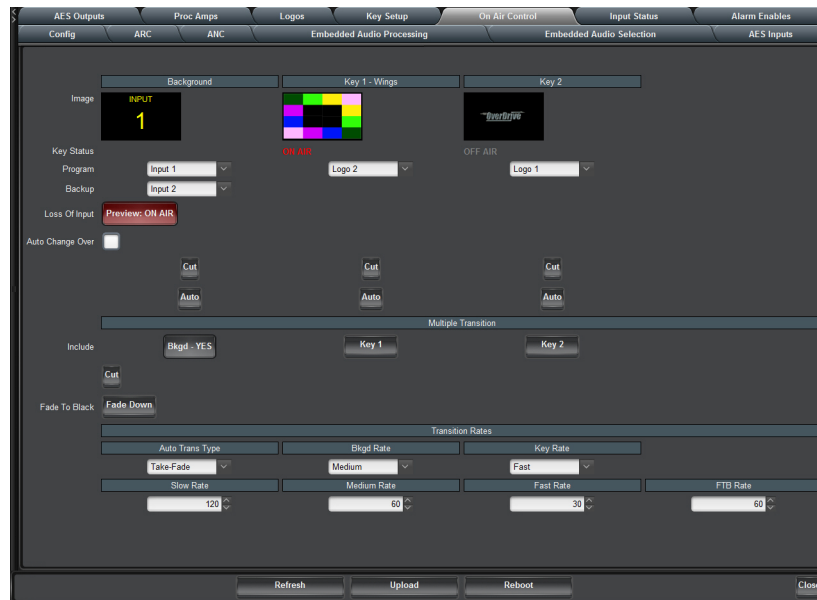 AES Outputs Proc Amps Logos Key Setup On Air Control Input Status Alarm Enables
Config ARC ANC Embedded Audio Processing Embedded Audio Selection AES Inputs
Background Key 1 - Wings Key 2
Image INPUT 1 OverDrive
Key Status ON AIR OFF AIR
Program Input 1 Logo 2 Logo 1
Backup Input 2
Loss Of Input Preview: ON AIR
Auto Change Over
Cut Cut Cut
Auto Auto Auto
Multiple Transition
Include Bkgd - YES Key 1 Key 2
Cut
Fade To Black Fade Down
Transition Rates
Auto Trans Type Bkgd Rate Key Rate
Take-Fade Medium Fast
Slow Rate Medium Rate Fast Rate FTB Rate
120 60 30 60
Refresh Upload Reboot Close